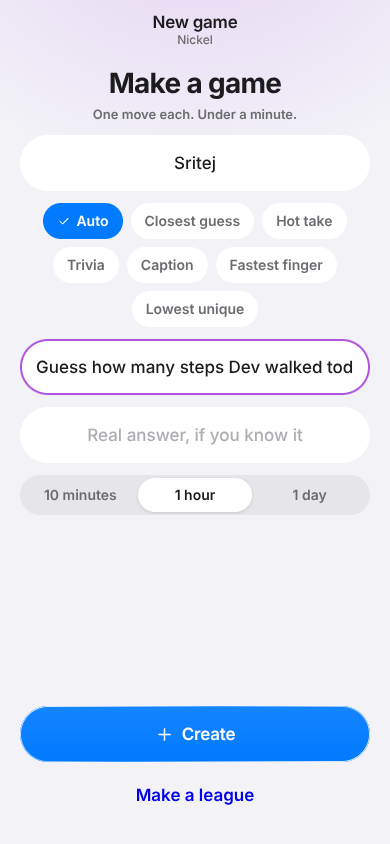 New game
Nickel
Make a game
One move each. Under a minute.
Sritej
Auto
Closest guess
Hot take
Trivia
Caption
Fastest finger
Lowest unique
Guess how many steps Dev walked tod
Real answer, if you know it
10 minutes
1 hour
1 day
Create
Make a league